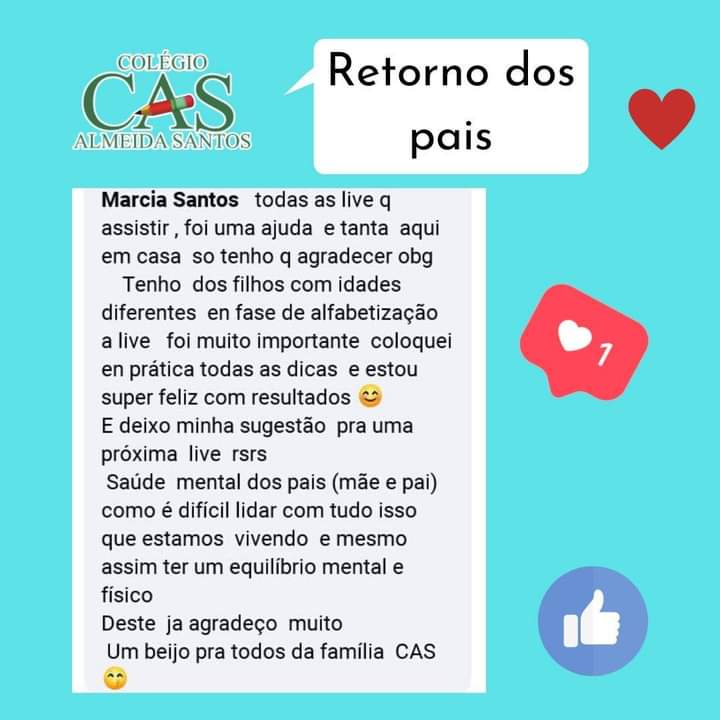 COLÉGIO
CAS
ALMEIDA SANTOS
Retorno dos
pais
Marcia Santos todas as live q
assistir , foi uma ajuda e tanta aqui
em casa so tenho q agradecer obg
Tenho dos filhos com idades
diferentes en fase de alfabetização
a live foi muito importante coloquei
en prática todas as dicas e estou
super feliz com resultados 😊
E deixo minha sugestão pra uma
próxima live rsrs
Saúde mental dos pais (mãe e pai)
como é difícil lidar com tudo isso
que estamos vivendo e mesmo
assim ter um equilíbrio mental e
físico
Deste ja agradeço muito
Um beijo pra todos da família CAS
😙
1